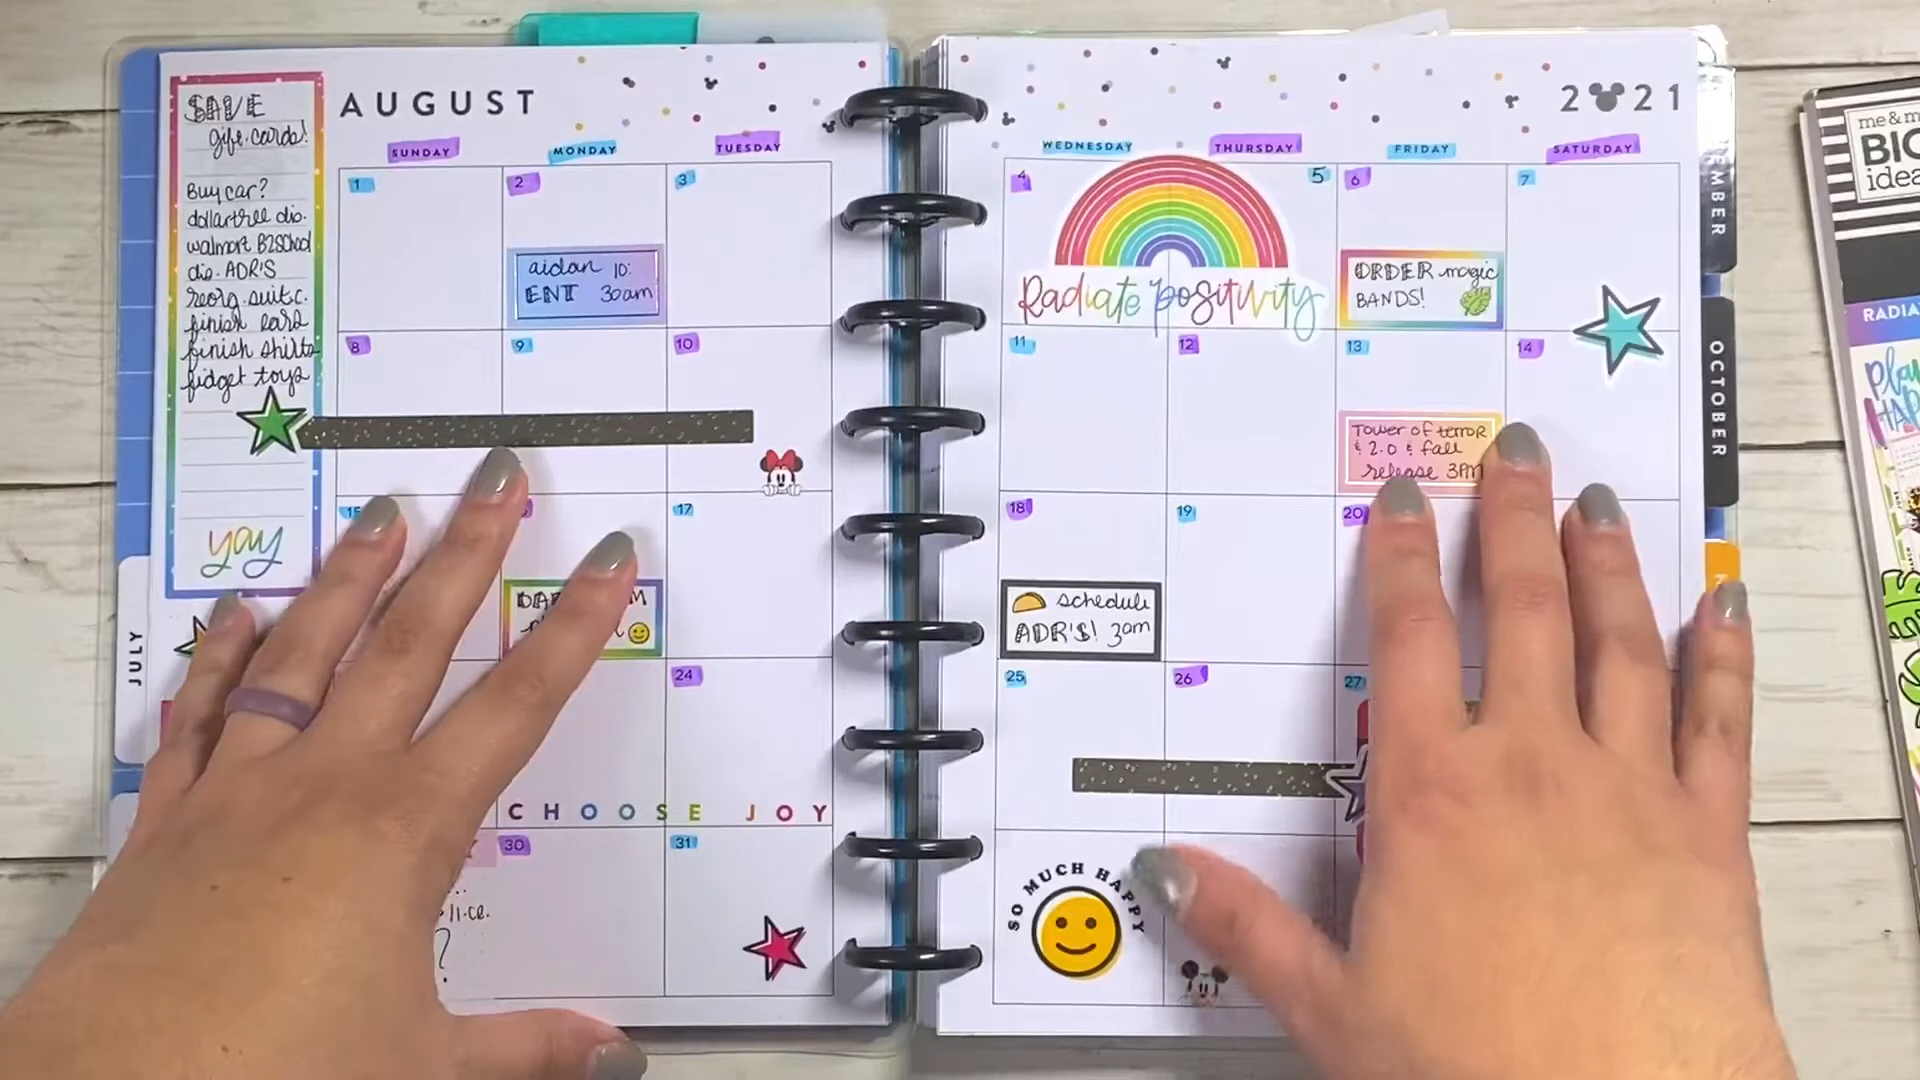 SAVE
gift cards!
Buy car?
dollartree dis.
walmart B2School
dis. ADR'S
reorg. suitc.
finish ears
finish shirts
fidget toys
yay
JULY
AUGUST
SUNDAY MONDAY TUESDAY
1 2 3
aidan 10:
ENT 30am
8 9 10
15 17
24
CHOOSE JOY
30 31
?
2021
WEDNESDAY THURSDAY FRIDAY SATURDAY
4 5 6 7
Radiate positivity
ORDER magic
BANDS!
11 12 13 14
Tower of terror
& 2.0 & fall
release 3PM
18 19 20
schedule
ADR'S! 3am
25 26 27
SO MUCH HAPPY
OCTOBER
me & m
BIG
idea
RADIA